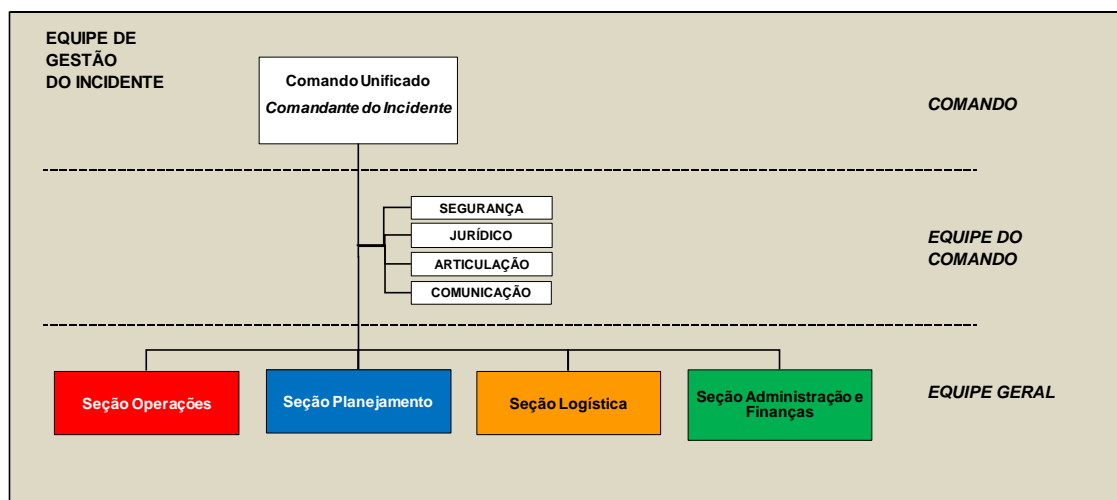 EQUIPE DE
GESTÃO
DO INCIDENTE
Comando Unificado
Comandante do Incidente
COMANDO
SEGURANÇA
JURÍDICO
ARTICULAÇÃO
COMUNICAÇÃO
EQUIPE DO
COMANDO
Seção Operações
Seção Planejamento
Seção Logística
Seção Administração e
Finanças
EQUIPE GERAL